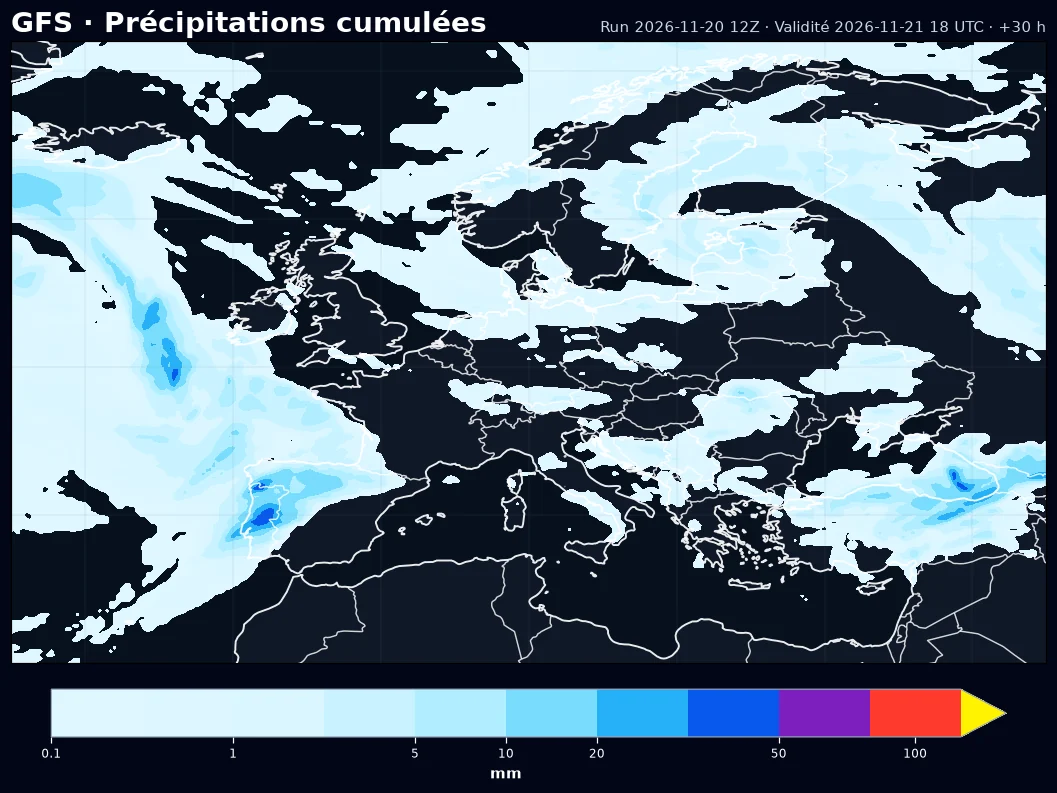 GFS · Précipitations cumulées
Run 2026-11-20 12Z · Validité 2026-11-21 18 UTC · +30 h
0.1 1 5 10 20 50 100
mm